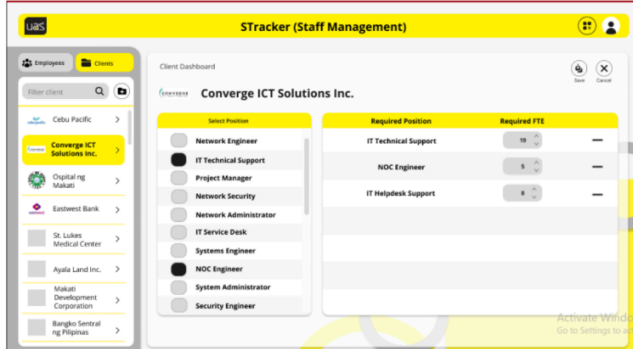 uas
STracker (Staff Management)
Employees
Clients
Filter client
Cebu Pacific
Converge ICT
Solutions Inc.
Ospital ng
Makati
Eastwest Bank
St. Lukes
Medical Center
Ayala Land Inc.
Makati
Development
Corporation
Bangko Sentral
ng Pilipinas
Client Dashboard
Save
Cancel
CONVERGE
Converge ICT Solutions Inc.
Select Position
Network Engineer
IT Technical Support
Project Manager
Network Security
Network Administrator
IT Service Desk
Systems Engineer
NOC Engineer
System Administrator
Security Engineer
Required Position
Required FTE
IT Technical Support
19
NOC Engineer
5
IT Helpdesk Support
8
Activate Windo
Go to Settings to act